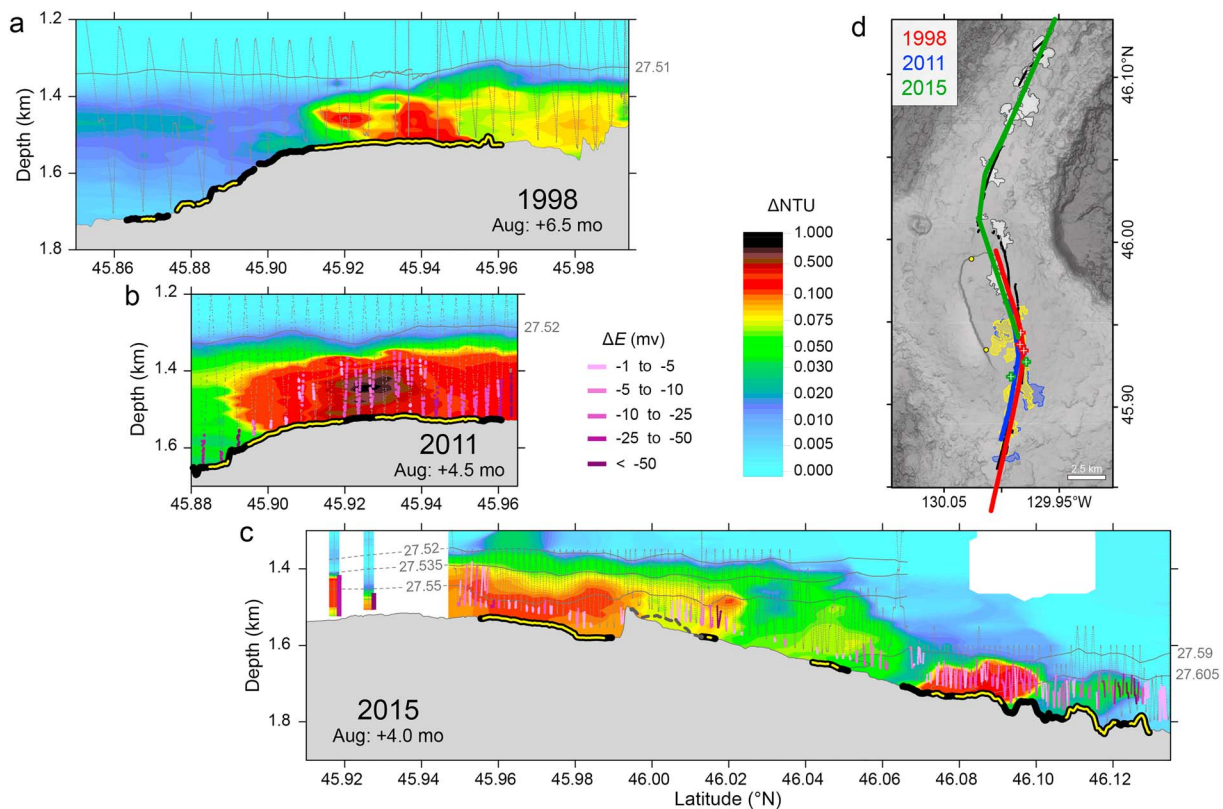 a
1.2
1.4
1.6
1.8
Depth (km)
27.51
1998
Aug: +6.5 mo
45.86 45.88 45.90 45.92 45.94 45.96 45.98
b
1.2
1.4
1.6
Depth (km)
27.52
2011
Aug: +4.5 mo
45.88 45.90 45.92 45.94 45.96
ΔNTU
1.000
0.500
0.100
0.075
0.050
0.030
0.020
0.010
0.005
0.000
ΔE (mv)
-1 to -5
-5 to -10
-10 to -25
-25 to -50
< -50
d
1998
2011
2015
46.10°N
46.00
45.90
2.5 km
130.05 129.95°W
c
1.4
1.6
1.8
Depth (km)
27.52
27.535
27.55
27.59
27.605
2015
Aug: +4.0 mo
45.92 45.94 45.96 45.98 46.00 46.02 46.04 46.06 46.08 46.10 46.12
Latitude (°N)